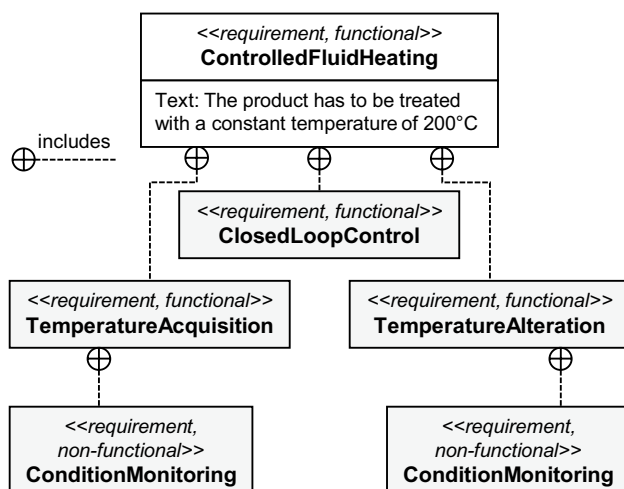 <<requirement, functional>>
ControlledFluidHeating
Text: The product has to be treated
with a constant temperature of 200°C
includes
<<requirement, functional>>
ClosedLoopControl
<<requirement, functional>>
TemperatureAcquisition
<<requirement, functional>>
TemperatureAlteration
<<requirement,
non-functional>>
ConditionMonitoring
<<requirement,
non-functional>>
ConditionMonitoring